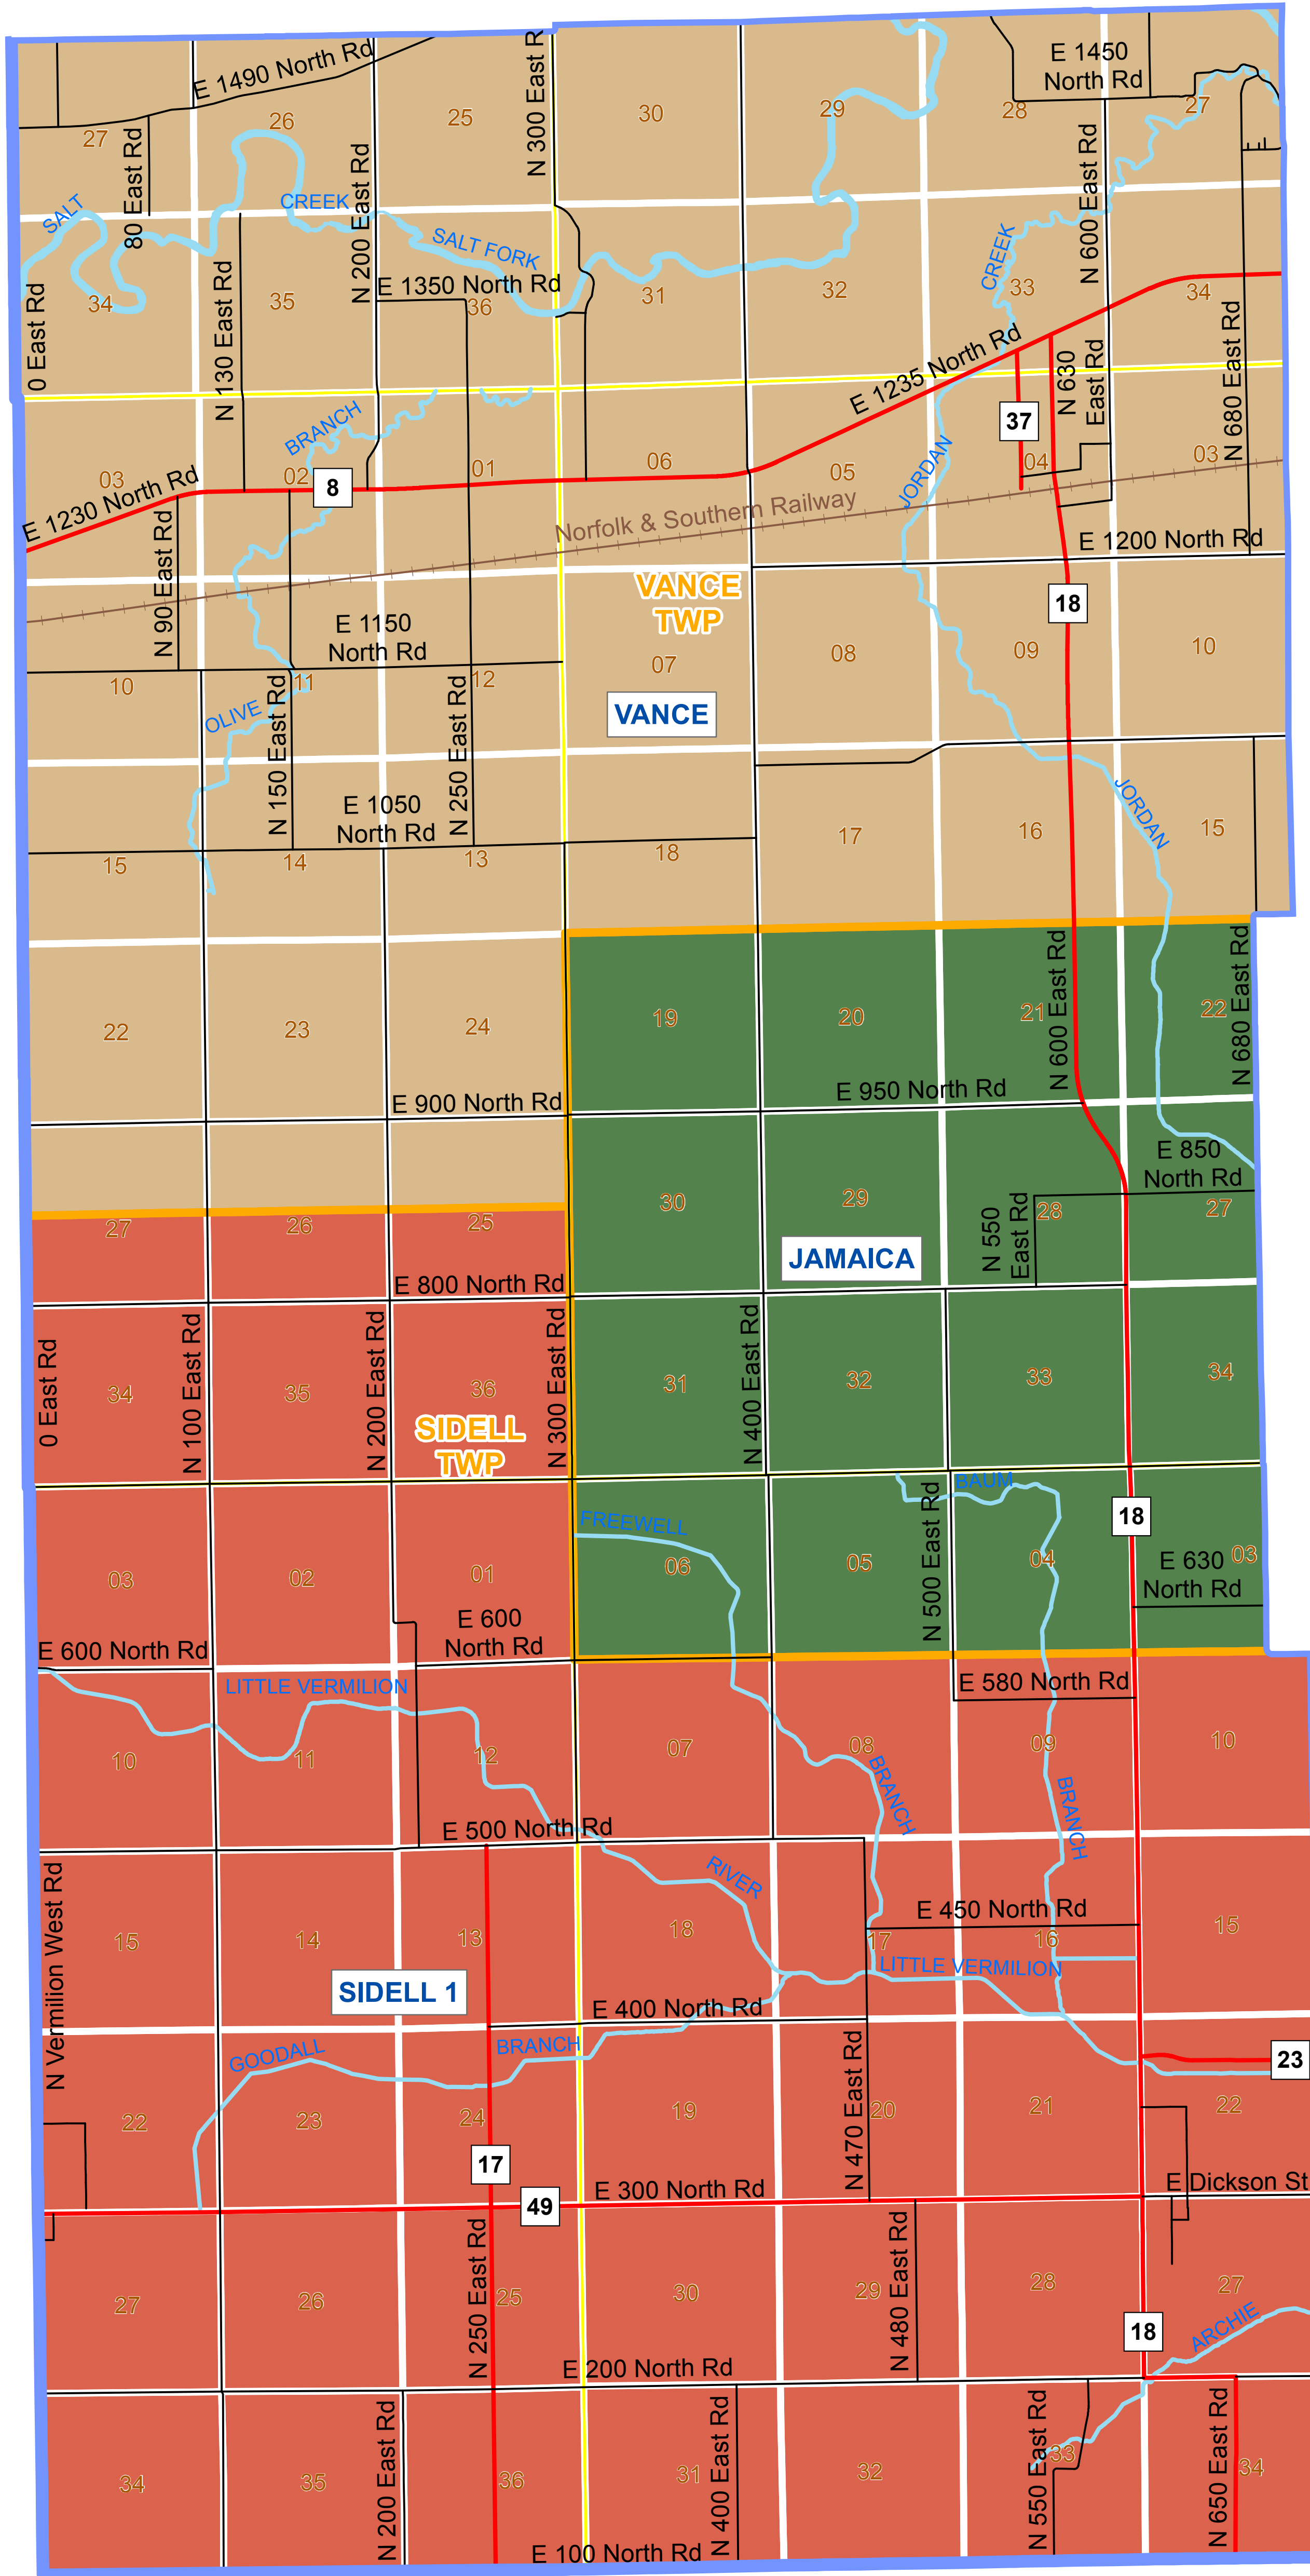 E 1490 North Rd
N 300 East R
E 1450
North Rd
27
26
25
30
29
28
27
80 East Rd
N 200 East Rd
N 600 East Rd
SALT
CREEK
SALT FORK
CREEK
0 East Rd
N 130 East Rd
E 1350 North Rd
34
35
36
31
32
33
34
E 1235 North Rd
N 630
East Rd
N 680 East Rd
37
BRANCH
JORDAN
03
02
01
06
05
04
03
E 1230 North Rd
8
Norfolk & Southern Railway
E 1200 North Rd
N 90 East Rd
VANCE
TWP
18
E 1150
North Rd
10
11
12
07
08
09
10
OLIVE
N 150 East Rd
N 250 East Rd
VANCE
E 1050
North Rd
JORDAN
15
14
13
18
17
16
15
N 600 East Rd
N 680 East Rd
22
23
24
19
20
21
22
E 900 North Rd
E 950 North Rd
E 850
North Rd
27
26
25
30
29
28
27
N 550
East Rd
JAMAICA
E 800 North Rd
0 East Rd
N 100 East Rd
N 200 East Rd
N 300 East Rd
N 400 East Rd
34
35
36
31
32
33
34
SIDELL
TWP
BAUM
N 500 East Rd
18
FREEWELL
03
02
01
06
05
04
03
E 630
North Rd
E 600 North Rd
E 600
North Rd
LITTLE VERMILION
E 580 North Rd
10
11
12
07
08
09
10
BRANCH
BRANCH
E 500 North Rd
N Vermilion West Rd
RIVER
E 450 North Rd
15
14
13
18
17
16
15
LITTLE VERMILION
SIDELL 1
E 400 North Rd
GOODALL
BRANCH
N 470 East Rd
23
22
23
24
19
20
21
22
17
49
E 300 North Rd
E Dickson St
N 250 East Rd
N 480 East Rd
27
26
25
30
29
28
27
18
ARCHIE
E 200 North Rd
N 200 East Rd
N 400 East Rd
N 550 East Rd
N 650 East Rd
34
35
36
31
32
33
34
E 100 North Rd